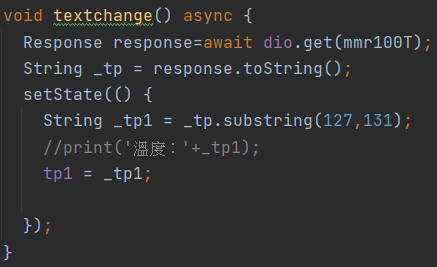 void textchange() async {
  Response response=await dio.get(mmr100T);
  String _tp = response.toString();
  setState(() {
    String _tp1 = _tp.substring(127,131);
    //print('溫度：'+_tp1);
    tp1 = _tp1;
  });
}